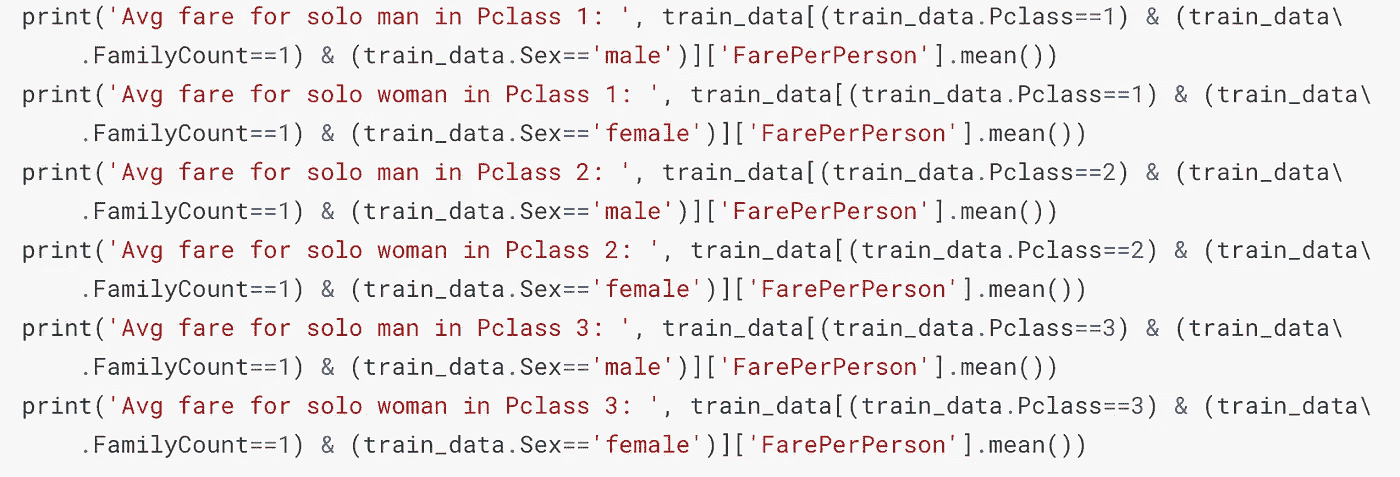 print('Avg fare for solo man in Pclass 1: ', train_data[(train_data.Pclass==1) & (train_data\
    .FamilyCount==1) & (train_data.Sex=='male')]['FarePerPerson'].mean())
print('Avg fare for solo woman in Pclass 1: ', train_data[(train_data.Pclass==1) & (train_data\
    .FamilyCount==1) & (train_data.Sex=='female')]['FarePerPerson'].mean())
print('Avg fare for solo man in Pclass 2: ', train_data[(train_data.Pclass==2) & (train_data\
    .FamilyCount==1) & (train_data.Sex=='male')]['FarePerPerson'].mean())
print('Avg fare for solo woman in Pclass 2: ', train_data[(train_data.Pclass==2) & (train_data\
    .FamilyCount==1) & (train_data.Sex=='female')]['FarePerPerson'].mean())
print('Avg fare for solo man in Pclass 3: ', train_data[(train_data.Pclass==3) & (train_data\
    .FamilyCount==1) & (train_data.Sex=='male')]['FarePerPerson'].mean())
print('Avg fare for solo woman in Pclass 3: ', train_data[(train_data.Pclass==3) & (train_data\
    .FamilyCount==1) & (train_data.Sex=='female')]['FarePerPerson'].mean())